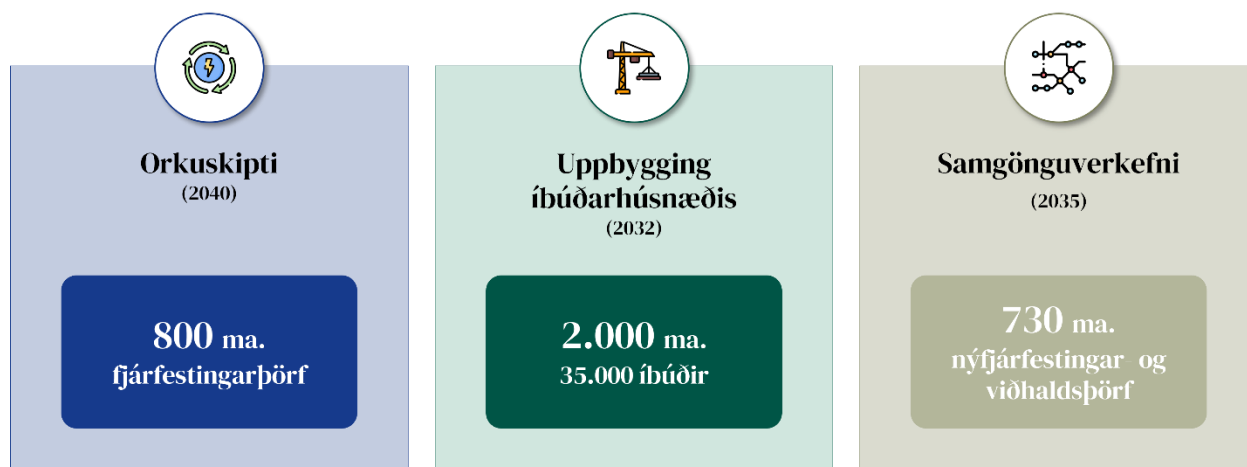 Orkuskipti
(2040)
800 ma.
fjárfestingarþörf
Uppbygging
íbúðarhúsnæðis
(2032)
2.000 ma.
35.000 íbúðir
Samgönguverkefni
(2035)
730 ma.
nýfjárfestingar og
viðhaldsþörf